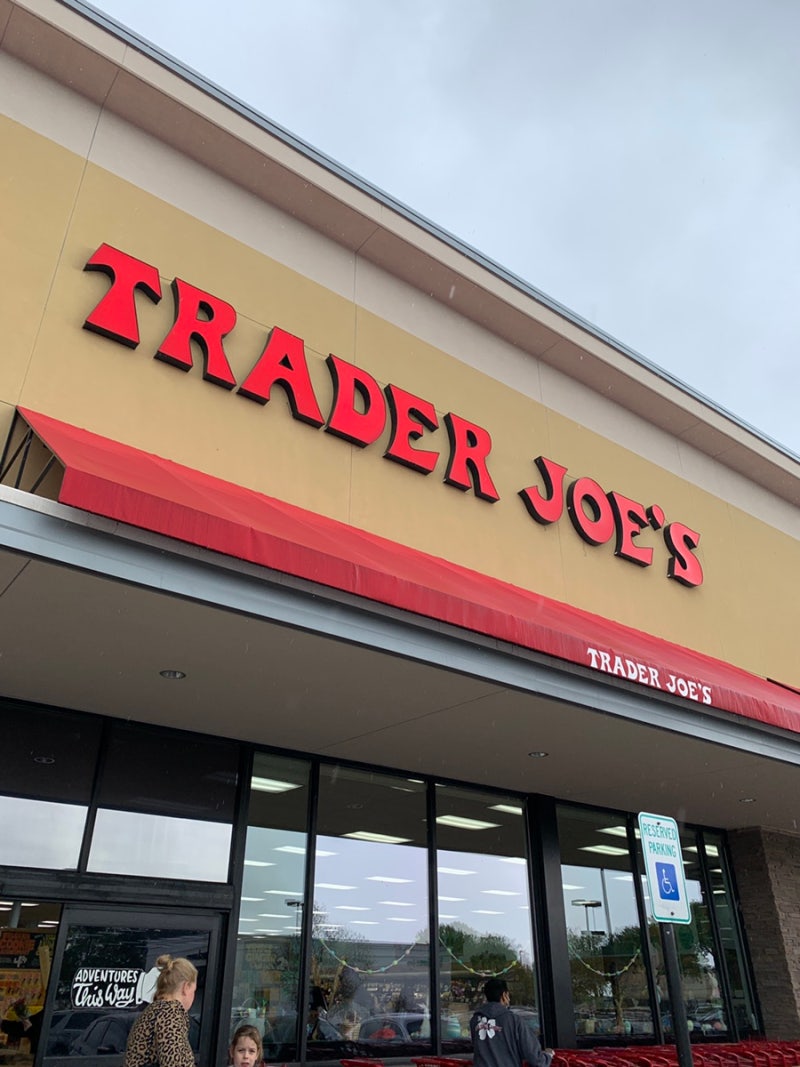 TRADER JOE'S
TRADER JOE'S
RESERVED
PARKING
ADVENTURES
This Way!